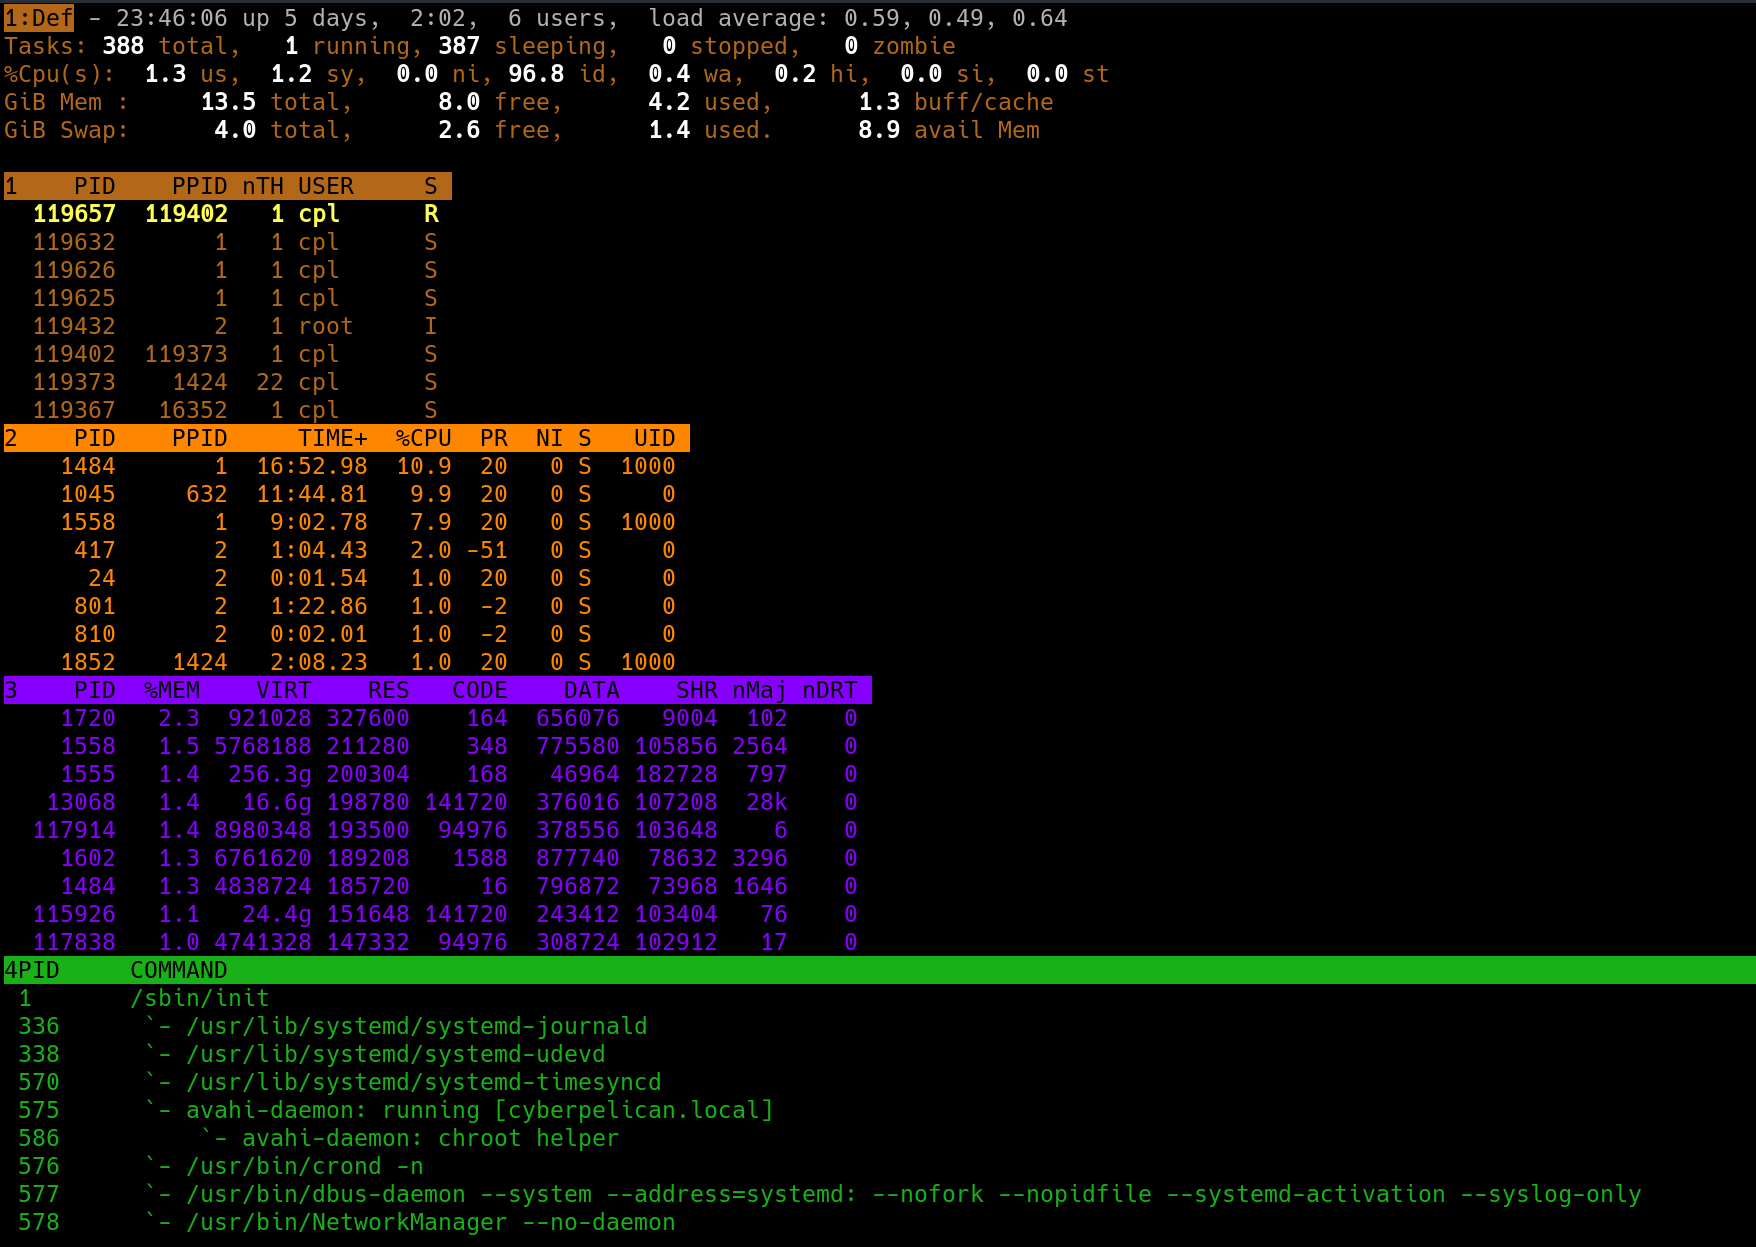 1:Def - 23:46:06 up 5 days,  2:02,  6 users,  load average: 0.59, 0.49, 0.64
Tasks: 388 total,   1 running, 387 sleeping,   0 stopped,   0 zombie
%Cpu(s):  1.3 us,  1.2 sy,  0.0 ni, 96.8 id,  0.4 wa,  0.2 hi,  0.0 si,  0.0 st
GiB Mem :     13.5 total,      8.0 free,      4.2 used,      1.3 buff/cache
GiB Swap:      4.0 total,      2.6 free,      1.4 used.      8.9 avail Mem
1    PID    PPID nTH USER     S
119657  119402   1 cpl      R
119632       1   1 cpl      S
119626       1   1 cpl      S
119625       1   1 cpl      S
119432       2   1 root     I
119402  119373   1 cpl      S
119373    1424  22 cpl      S
119367   16352   1 cpl      S
2    PID    PPID     TIME+  %CPU  PR  NI S   UID
1484       1  16:52.98  10.9  20   0 S  1000
1045     632  11:44.81   9.9  20   0 S     0
1558       1   9:02.78   7.9  20   0 S  1000
417       2   1:04.43   2.0 -51   0 S     0
24       2   0:01.54   1.0  20   0 S     0
801       2   1:22.86   1.0  -2   0 S     0
810       2   0:02.01   1.0  -2   0 S     0
1852    1424   2:08.23   1.0  20   0 S  1000
3    PID  %MEM    VIRT    RES   CODE    DATA    SHR nMaj nDRT
1720   2.3  921028 327600    164  656076   9004  102    0
1558   1.5 5768188 211280    348  775580 105856 2564    0
1555   1.4  256.3g 200304    168   46964 182728  797    0
13068   1.4   16.6g 198780 141720  376016 107208  28k    0
117914   1.4 8980348 193500  94976  378556 103648    6    0
1602   1.3 6761620 189208   1588  877740  78632 3296    0
1484   1.3 4838724 185720     16  796872  73968 1646    0
115926   1.1   24.4g 151648 141720  243412 103404   76    0
117838   1.0 4741328 147332  94976  308724 102912   17    0
4PID     COMMAND
1       /sbin/init
336      `- /usr/lib/systemd/systemd-journald
338      `- /usr/lib/systemd/systemd-udevd
570      `- /usr/lib/systemd/systemd-timesyncd
575      `- avahi-daemon: running [cyberpelican.local]
586          `- avahi-daemon: chroot helper
576      `- /usr/bin/crond -n
577      `- /usr/bin/dbus-daemon --system --address=systemd: --nofork --nopidfile --systemd-activation --syslog-only
578      `- /usr/bin/NetworkManager --no-daemon